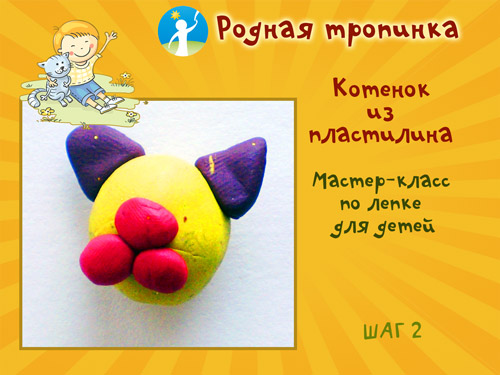 Родная тропинка
Котенок
из
пластилина
Мастер-класс
по лепке
для детей
ШАГ 2